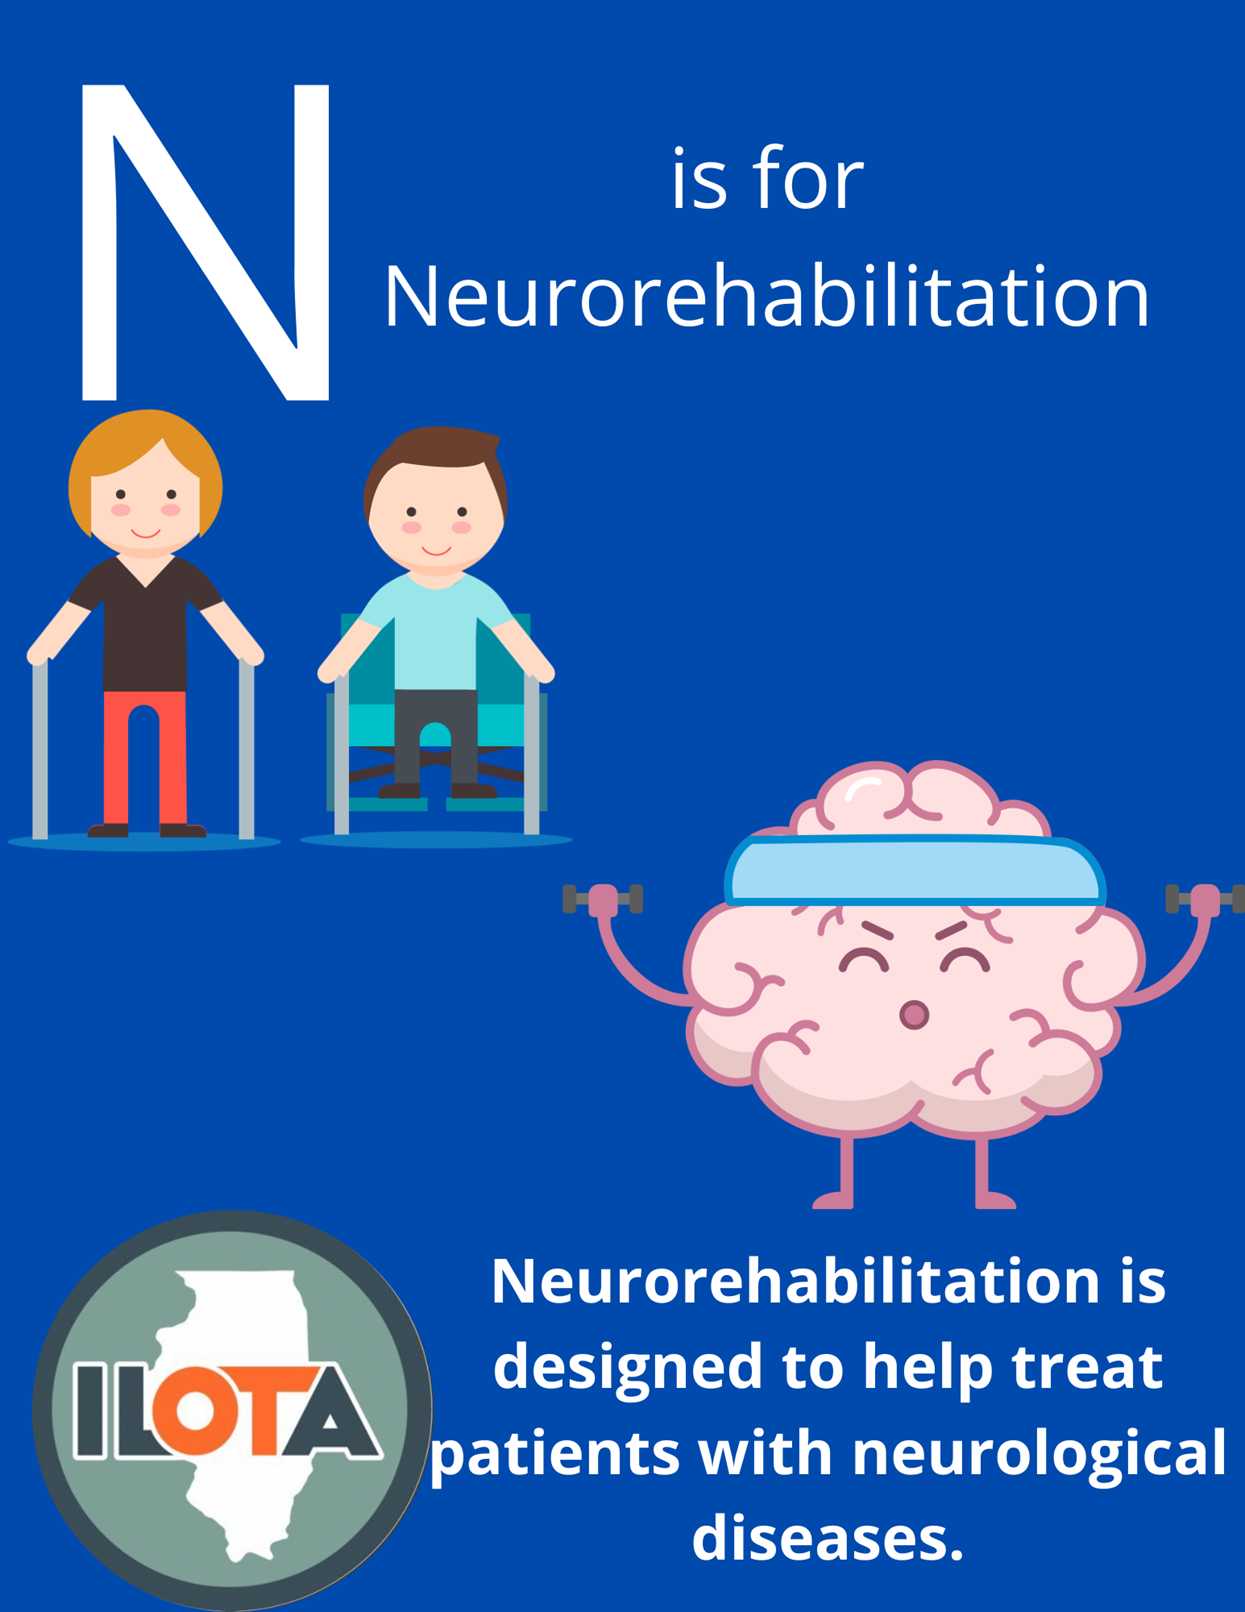 N
is for
Neurorehabilitation
Neurorehabilitation is
designed to help treat
patients with neurological
diseases.
ILOTA